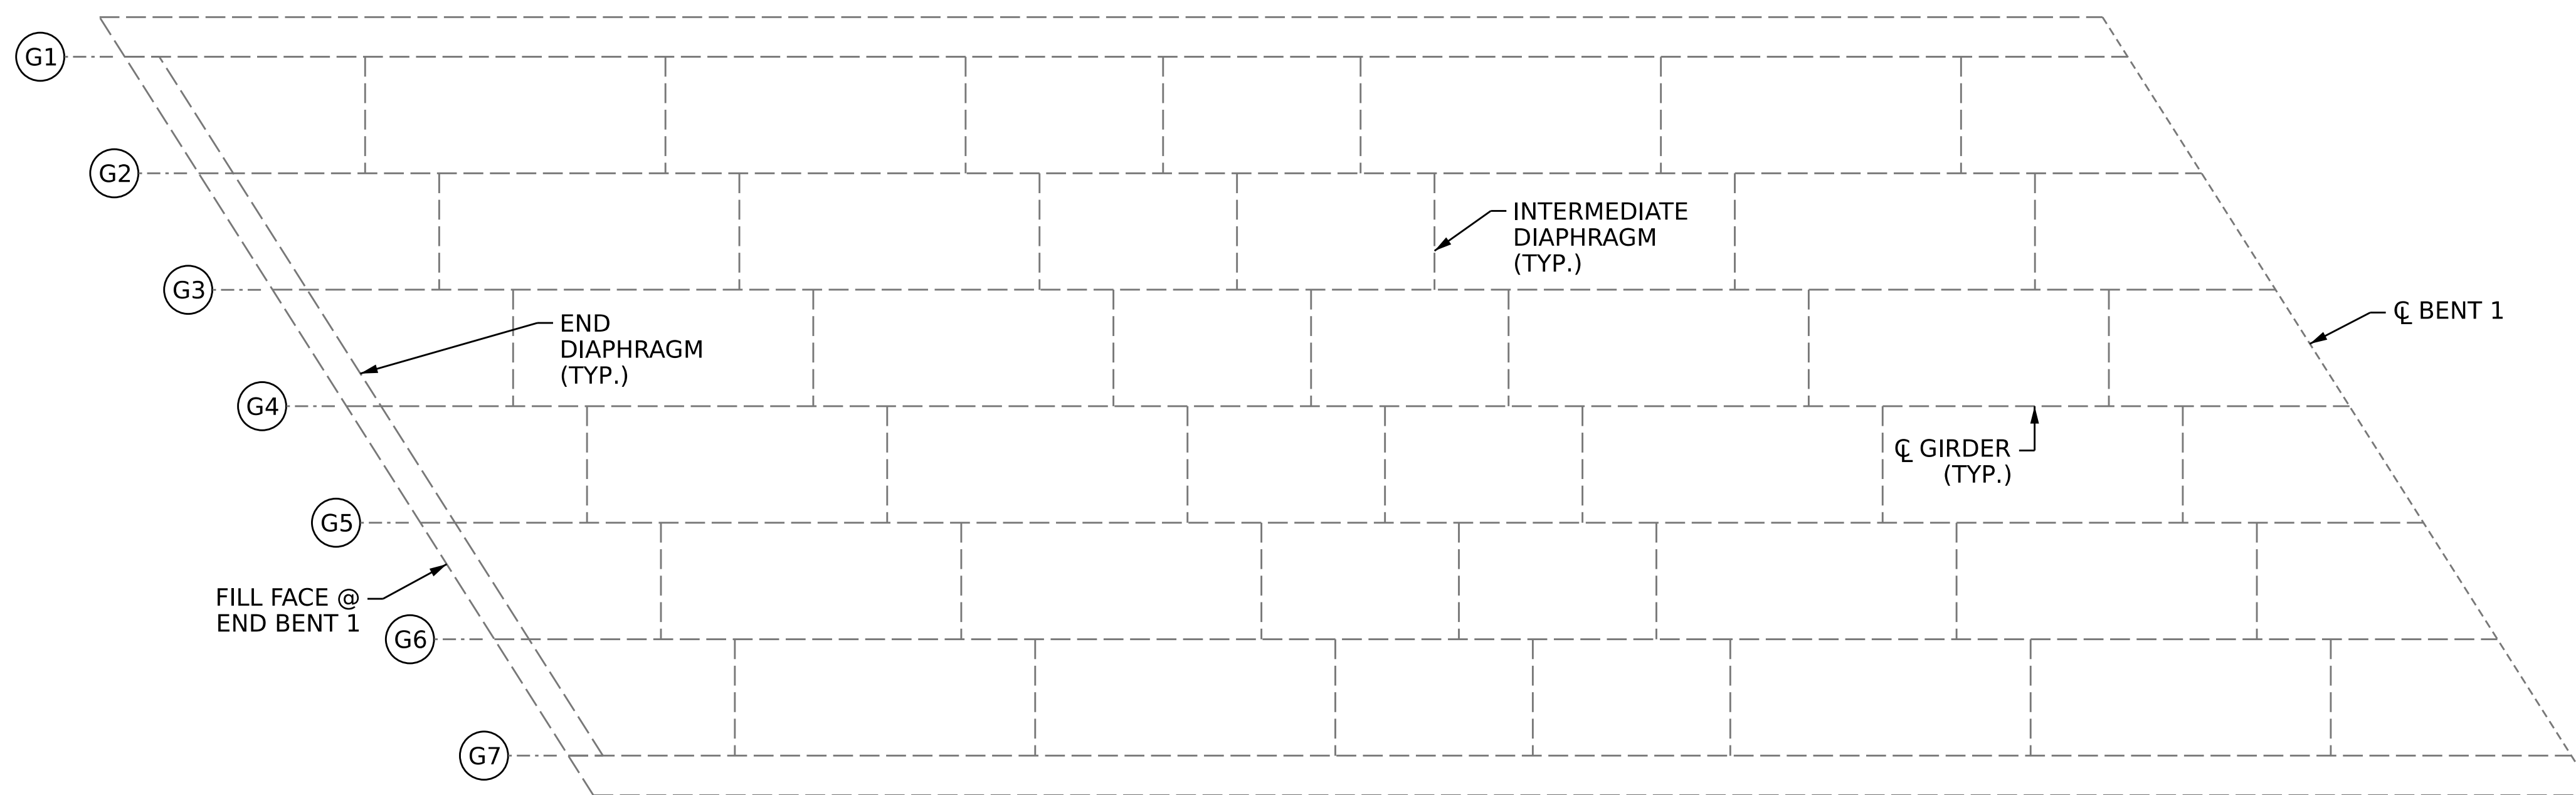 G1
G2
INTERMEDIATE
DIAPHRAGM
(TYP.)
G3
END
DIAPHRAGM
(TYP.)
℄ BENT 1
G4
℄ GIRDER
(TYP.)
G5
FILL FACE @
END BENT 1
G6
G7